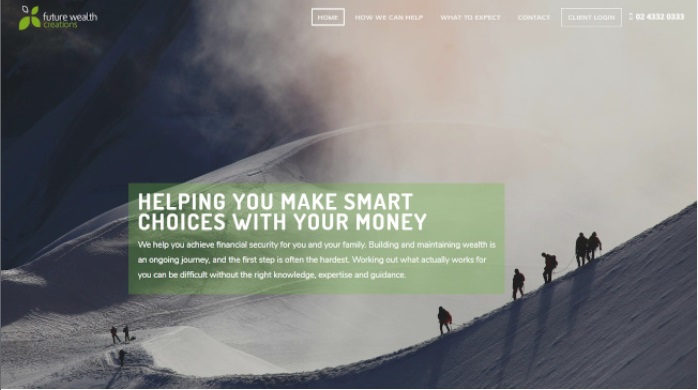 future wealth
creations
HOME HOW WE CAN HELP WHAT TO EXPECT CONTACT CLIENT LOGIN 02 4332 0333
HELPING YOU MAKE SMART
CHOICES WITH YOUR MONEY
We help you achieve financial security for you and your family. Building and maintaining wealth is
an ongoing journey, and the first step is often the hardest. Working out what actually works for
you can be difficult without the right knowledge, expertise and guidance.